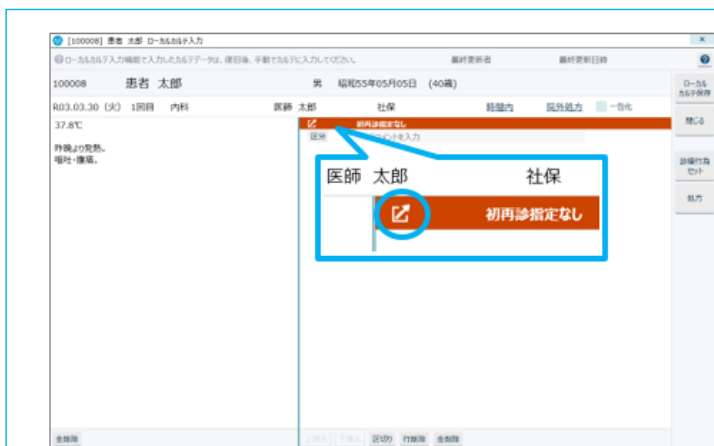 [100008] 患者 太郎 ローカルカルテ入力
ローカルカルテ入力機能で入力したカルテデータは、復旧後、手動でカルテに入力してください。 最終更新者 最終更新日時
100008 患者 太郎 男 昭和55年05月05日 (40歳)
R03.03.30 (火) 1回目 内科 医師 太郎 社保 時間内 院外処方 一包化
37.8℃
昨晩より発熱。
嘔吐・腹痛。
初再診指定なし
区分 コメントを入力
医師 太郎 社保
初再診指定なし
ローカル
カルテ保存
閉じる
診療行為
セット
処方
全削除 上挿入 下挿入 区切り 行削除 全削除